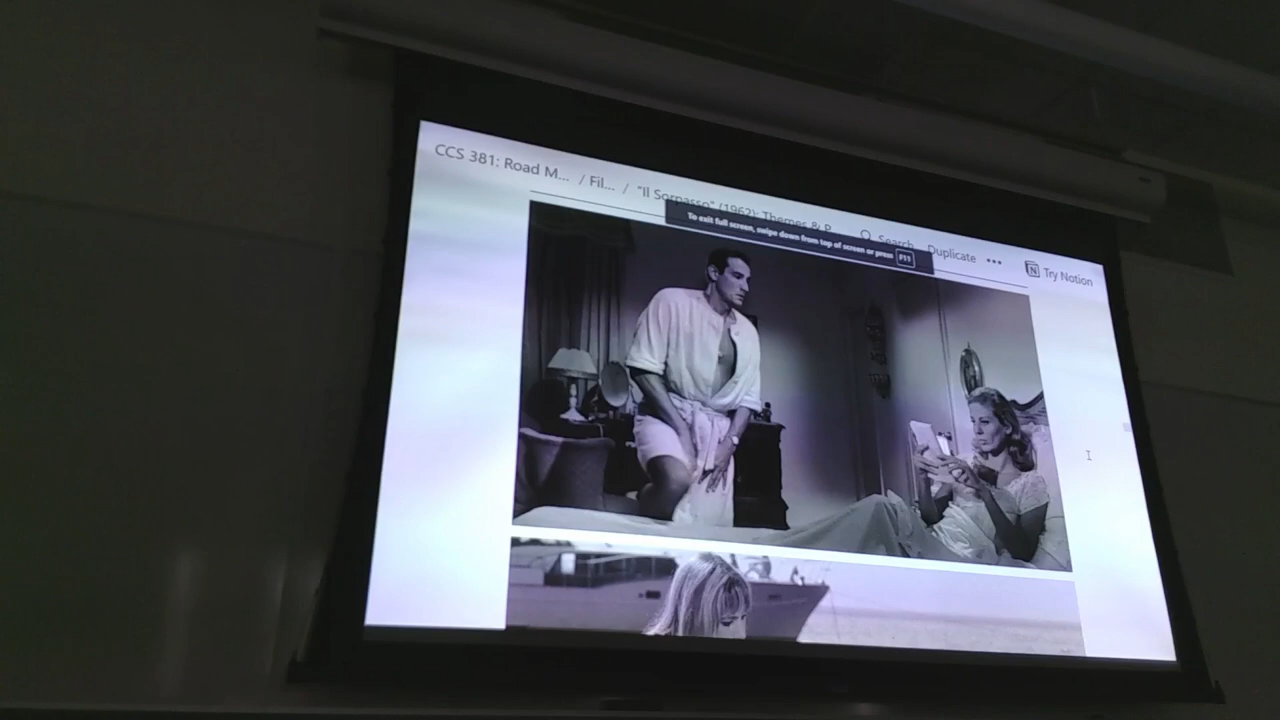 CCS 381: Road M... / Fil... / "Il Sorpasso" (1962): Themes & P... Search Duplicate ••• Try Notion
To exit full screen, swipe down from top of screen or press F11